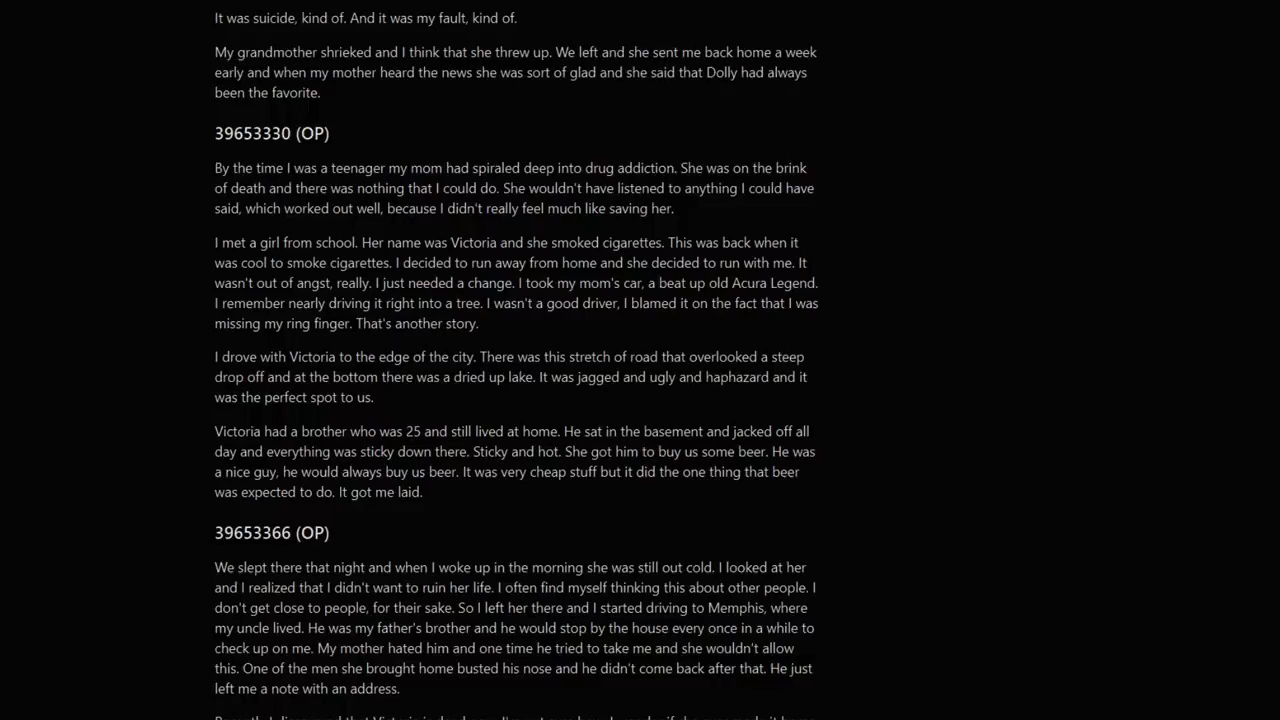 It was suicide, kind of. And it was my fault, kind of.
My grandmother shrieked and I think that she threw up. We left and she sent me back home a week
early and when my mother heard the news she was sort of glad and she said that Dolly had always
been the favorite.
39653330 (OP)
By the time I was a teenager my mom had spiraled deep into drug addiction. She was on the brink
of death and there was nothing that I could do. She wouldn't have listened to anything I could have
said, which worked out well, because I didn't really feel much like saving her.
I met a girl from school. Her name was Victoria and she smoked cigarettes. This was back when it
was cool to smoke cigarettes. I decided to run away from home and she decided to run with me. It
wasn't out of angst, really. I just needed a change. I took my mom's car, a beat up old Acura Legend.
I remember nearly driving it right into a tree. I wasn't a good driver, I blamed it on the fact that I was
missing my ring finger. That's another story.
I drove with Victoria to the edge of the city. There was this stretch of road that overlooked a steep
drop off and at the bottom there was a dried up lake. It was jagged and ugly and haphazard and it
was the perfect spot to us.
Victoria had a brother who was 25 and still lived at home. He sat in the basement and jacked off all
day and everything was sticky down there. Sticky and hot. She got him to buy us some beer. He was
a nice guy, he would always buy us beer. It was very cheap stuff but it did the one thing that beer
was expected to do. It got me laid.
39653366 (OP)
We slept there that night and when I woke up in the morning she was still out cold. I looked at her
and I realized that I didn't want to ruin her life. I often find myself thinking this about other people. I
don't get close to people, for their sake. So I left her there and I started driving to Memphis, where
my uncle lived. He was my father's brother and he would stop by the house every once in a while to
check up on me. My mother hated him and one time he tried to take me and she wouldn't allow
this. One of the men she brought home busted his nose and he didn't come back after that. He just
left me a note with an address.